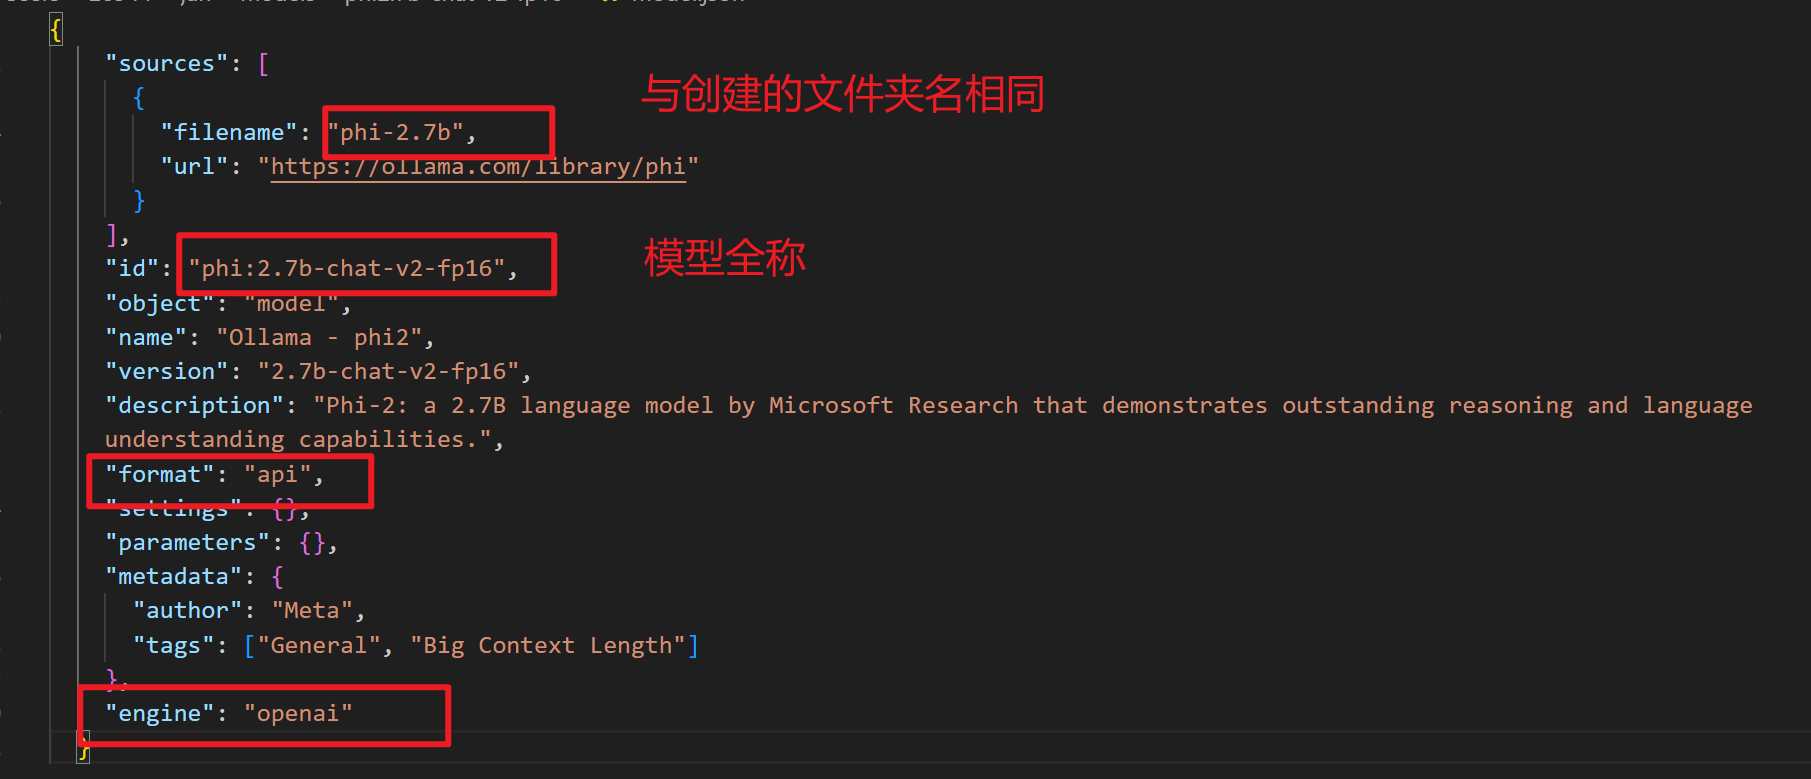 {
"sources": [
与创建的文件夹名相同
{
"filename": "phi-2.7b",
"url": "https://ollama.com/library/phi"
}
],
"id": "phi:2.7b-chat-v2-fp16",
模型全称
"object": "model",
"name": "Ollama - phi2",
"version": "2.7b-chat-v2-fp16",
"description": "Phi-2: a 2.7B language model by Microsoft Research that demonstrates outstanding reasoning and language
understanding capabilities.",
"format": "api",
"settings": {},
"parameters": {},
"metadata": {
"author": "Meta",
"tags": ["General", "Big Context Length"]
},
"engine": "openai"
}